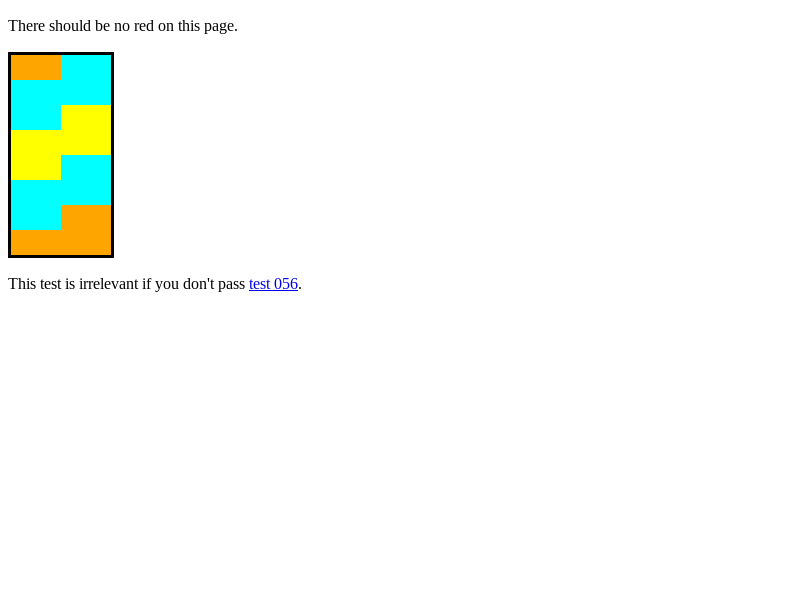 There should be no red on this page.
This test is irrelevant if you don't pass test 056.